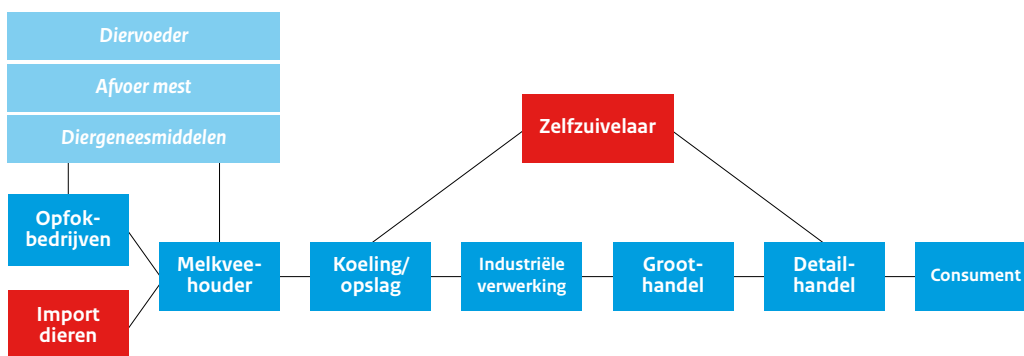 Diervoeder
Afvoer mest
Diergeneesmiddelen
Zelfzuivelaar
Opfok-
bedrijven
Import
dieren
Melkvee-
houder
Koeling/
opslag
Industriële
verwerking
Groot-
handel
Detail-
handel
Consument